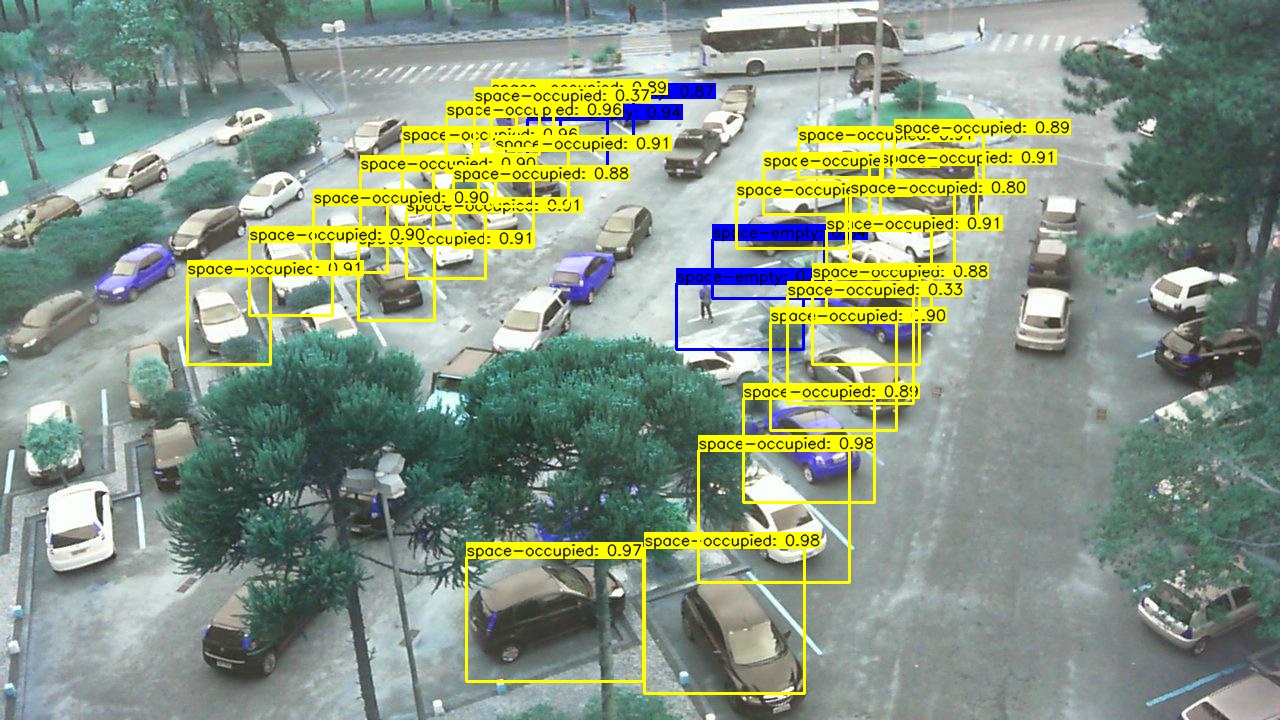 space-occupied: 0.89
space-occupied: 0.37
0.87
space-occupied: 0.96
0.94
space-occupied: 0.89
space-occupied: 0.96
space-occupied: 0.91
space-occupied: 0.91
space-occupied: 0.90
space-occupied: 0.88
space-occupied: 0.80
space-occupied: 0.90
space-occupied: 0.91
space-occupied: 0.91
space-empty:
space-occupied: 0.90
space-occupied: 0.91
space-occupied: 0.91
space-occupied: 0.88
space-empty:
space-occupied: 0.33
space-occupied: 0.90
space-occupied: 0.89
space-occupied: 0.98
space-occupied: 0.98
space-occupied: 0.97